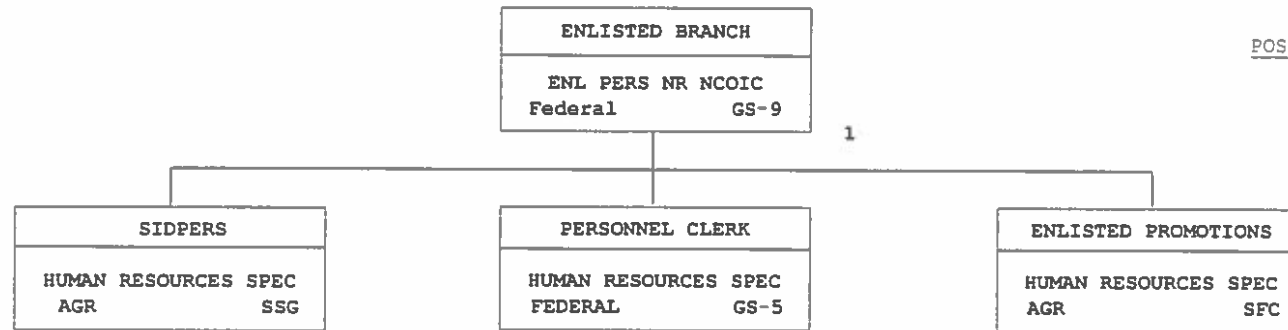 ENLISTED BRANCH
POS
ENL PERS NR NCOIC
Federal GS-9
1
SIDPERS
HUMAN RESOURCES SPEC
AGR SSG
PERSONNEL CLERK
HUMAN RESOURCES SPEC
FEDERAL GS-5
ENLISTED PROMOTIONS
HUMAN RESOURCES SPEC
AGR SFC